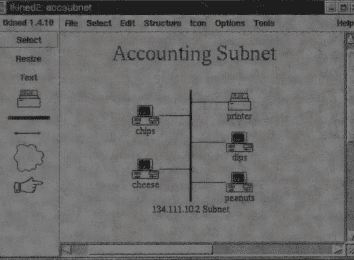 tkined2: accsubnet
tkined 1.4.10 File Select Edit Structure Icon Options Tools Help
Select
Resize
Text
Accounting Subnet
printer
chips
dips
cheese
peanuts
134.111.10.2 Subnet